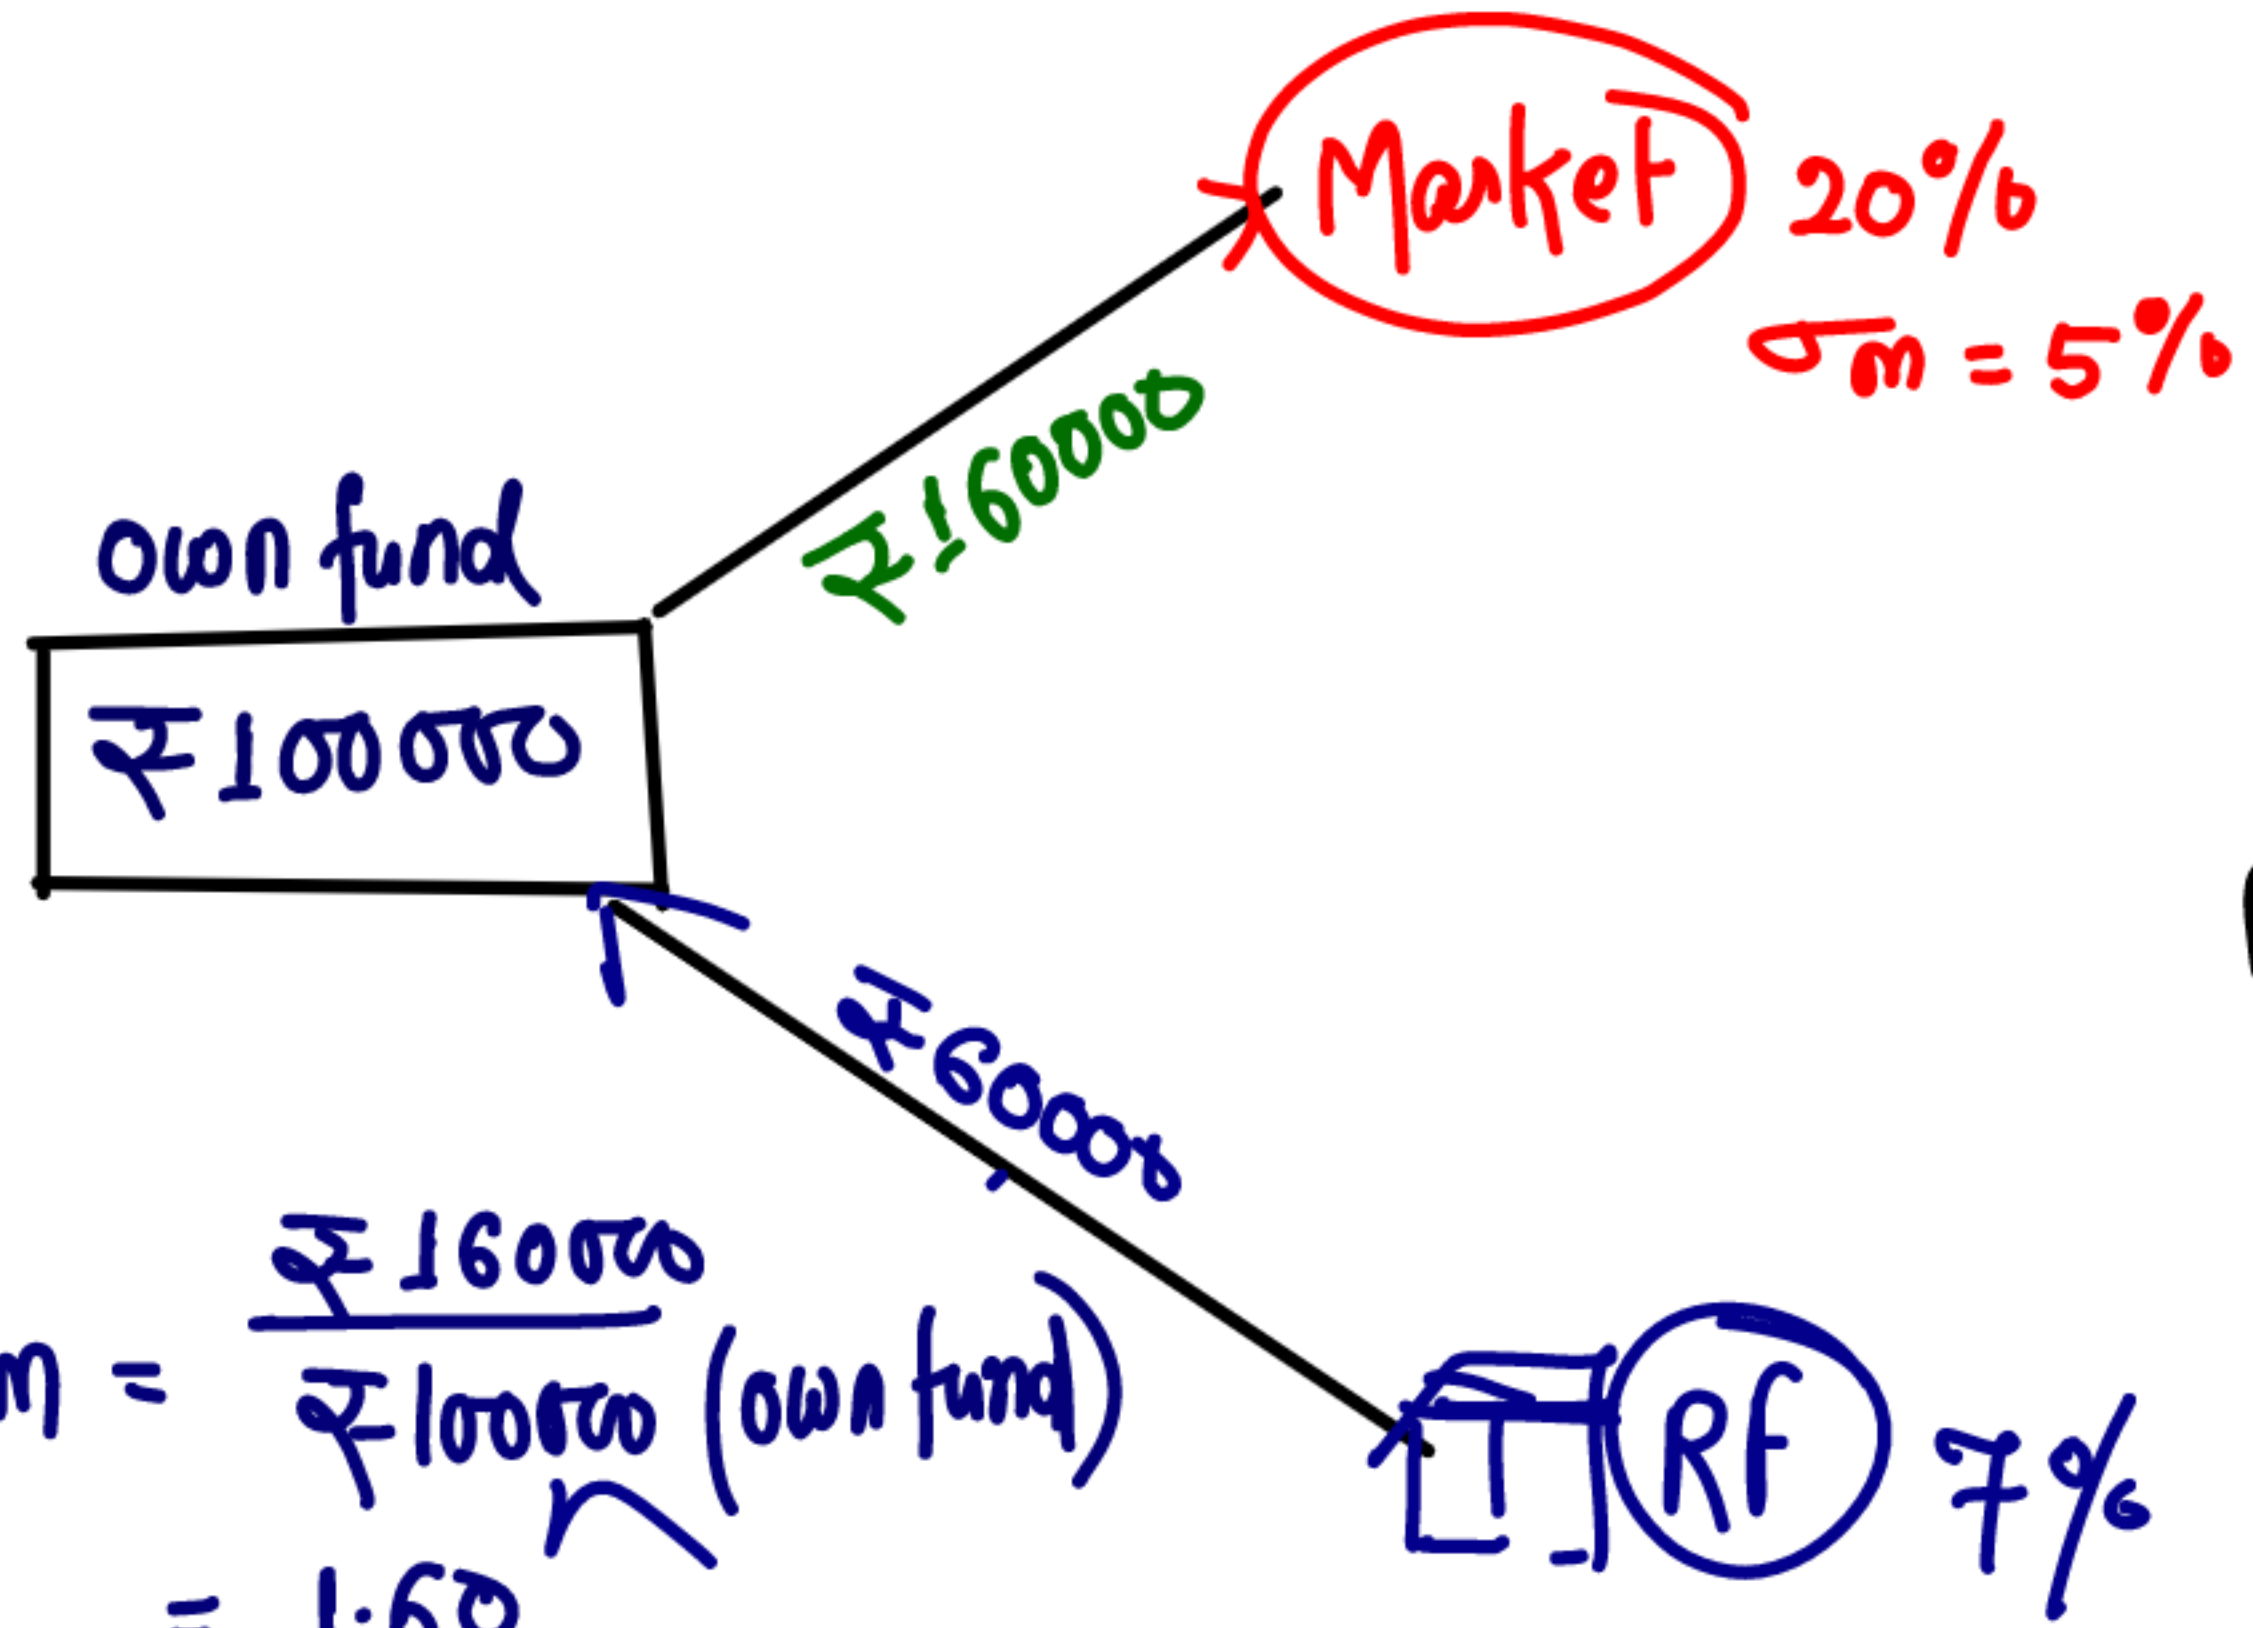 Market
20%
σm = 5%
₹160000
own fund
₹100000
₹60000
₹160000
m = ₹100000 (own fund)
RF
7%
= 1.60